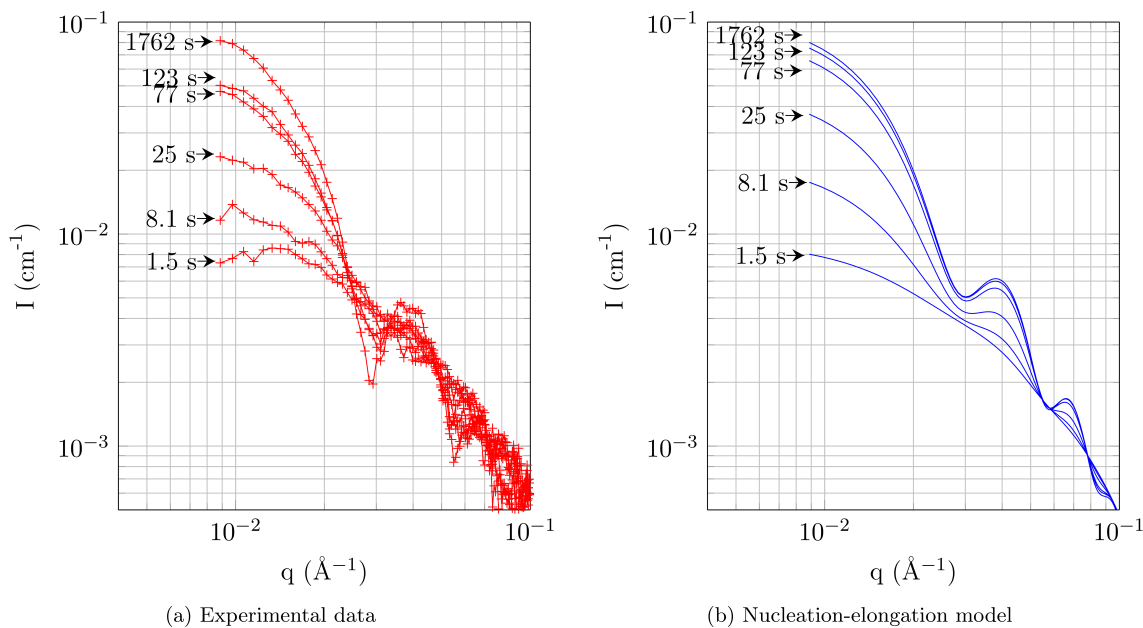 10⁻¹
1762 s
123 s
77 s
25 s
8.1 s
1.5 s
10⁻²
10⁻³
I (cm⁻¹)
10⁻² 10⁻¹
q (Å⁻¹)
(a) Experimental data
10⁻¹
1762 s
123 s
77 s
25 s
8.1 s
1.5 s
10⁻²
10⁻³
I (cm⁻¹)
10⁻² 10⁻¹
q (Å⁻¹)
(b) Nucleation-elongation model